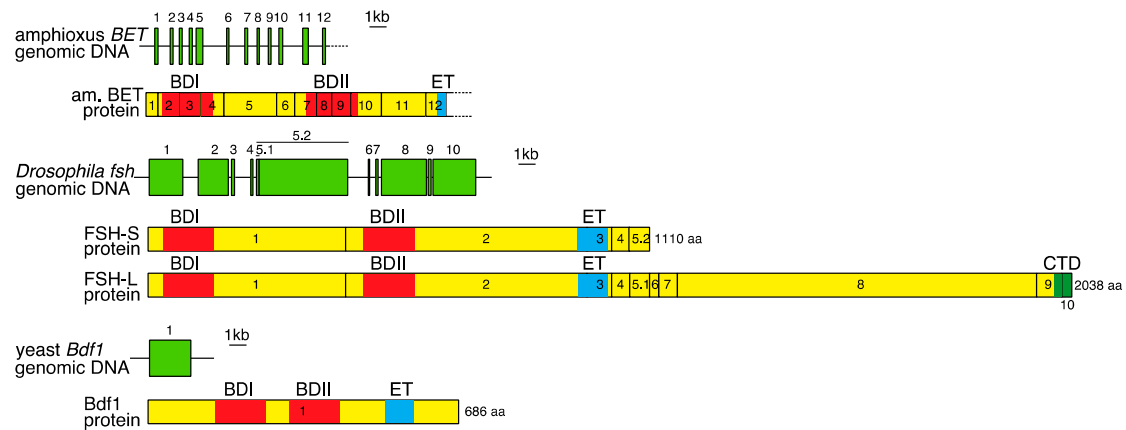 1 2 3 4 5 6 7 8 9 10 11 12 1kb
amphioxus BET
genomic DNA
BDI BDII ET
am. BET
protein
1 2 3 4 5 6 7 8 9 10 11 12
5.2
1 2 3 4 5.1 67 8 9 10 1kb
Drosophila fsh
genomic DNA
BDI BDII ET
FSH-S
protein
1 2 3 4 5.2 1110 aa
BDI BDII ET CTD
FSH-L
protein
1 2 3 4 5.1 6 7 8 9 2038 aa
10
1 1kb
yeast Bdf1
genomic DNA
BDI BDII ET
Bdf1
protein
1 686 aa